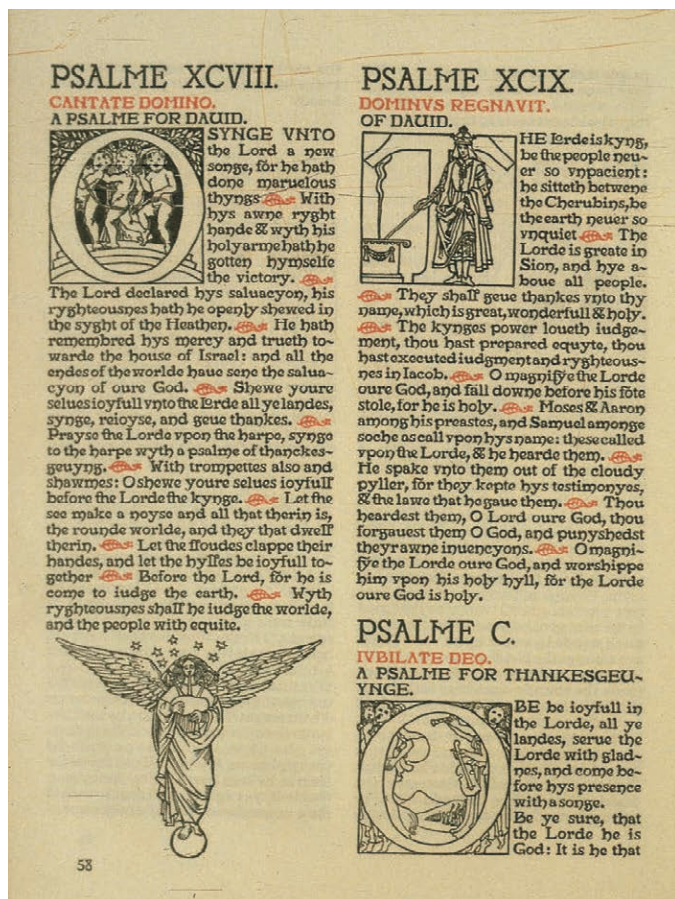 PSALME XCVIII.
CANTATE DOMINO.
A PSALME FOR DAUID.
O SYNGE VNTO
the Lord a new
songe, for he hath
done maruelous
thyngs With
hys awne ryght
hande & wyth his
holy arme hath he
gotten hymselfe
the victory.
The Lord declared hys saluacyon, his
ryghteousnes hath he openly shewed in
the syght of the Heathen. He hath
remembred hys mercy and trueth to-
warde the house of Israel: and all the
endes of the worlde haue sene the salua-
cyon of oure God. Shewe youre
selues ioyfull vnto the Lorde all ye landes,
synge, reioyse, and geue thankes.
Prayse the Lorde vpon the harpe, synge
to the harpe wyth a psalme of thanckes-
geuyng. With trompettes also and
shawmes: O shewe youre selues ioyfull
before the Lorde the kynge. Let the
see make a noyse and all that therin is,
the rounde worlde, and they that dwell
therin. Let the floudes clappe their
handes, and let the hylles be ioyfull to-
gether Before the Lord, for he is
come to iudge the earth. Wyth
ryghteousnes shall he iudge the worlde,
and the people with equite.
58
PSALME XCIX.
DOMINVS REGNAVIT.
OF DAUID.
THE Lorde is kyng,
be the people neu-
er so vnpacient:
he sitteth betwene
the Cherubins, be
the earth neuer so
vnquiet The
Lorde is greate in
Sion, and hye a-
boue all people.
They shall geue thankes vnto thy
name, which is great, wonderfull & holy.
The kynges power loueth iudge-
ment, thou hast prepared equyte, thou
hast executed iudgment and ryghteous-
nes in Iacob. O magnifye the Lorde
oure God, and fall downe before his fote
stole, for he is holy. Moses & Aaron
among his preastes, and Samuel amonge
soche as call vpon hys name: these called
vpon the Lorde, & he hearde them.
He spake vnto them out of the cloudy
pyller, for they kepte hys testimonyes,
& the lawe that he gaue them. Thou
heardest them, O Lord oure God, thou
forgauest them O God, and punyshedst
theyr awne inuencyons. O magni-
fye the Lorde oure God, and worshippe
him vpon his holy hyll, for the Lorde
oure God is holy.
PSALME C.
IVBILATE DEO.
A PSALME FOR THANKESGEU-
YNGE.
O BE be ioyfull in
the Lorde, all ye
landes, serue the
Lorde with glad-
nes, and come be-
fore hys presence
with a songe.
Be ye sure, that
the Lorde he is
God: It is he that